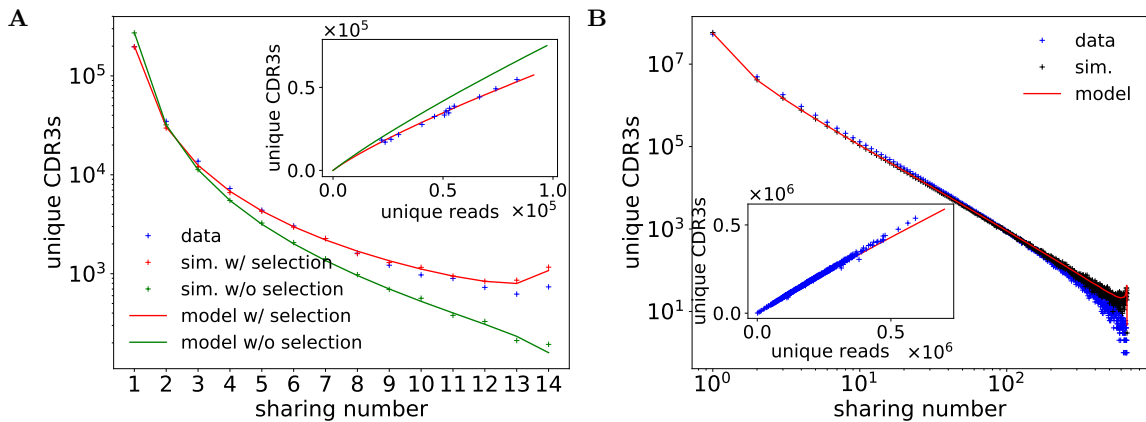 A
unique CDR3s
10^5
10^4
10^3
1 2 3 4 5 6 7 8 9 10 11 12 13 14
sharing number
data
sim. w/ selection
sim. w/o selection
model w/ selection
model w/o selection
×10^5
unique CDR3s
0.5
0.0
0.0 0.5 1.0
unique reads ×10^5
B
unique CDR3s
10^7
10^5
10^3
10^1
10^0 10^1 10^2
sharing number
data
sim.
model
×10^6
unique CDR3s
0.5
0.0
0.0 0.5
unique reads ×10^6